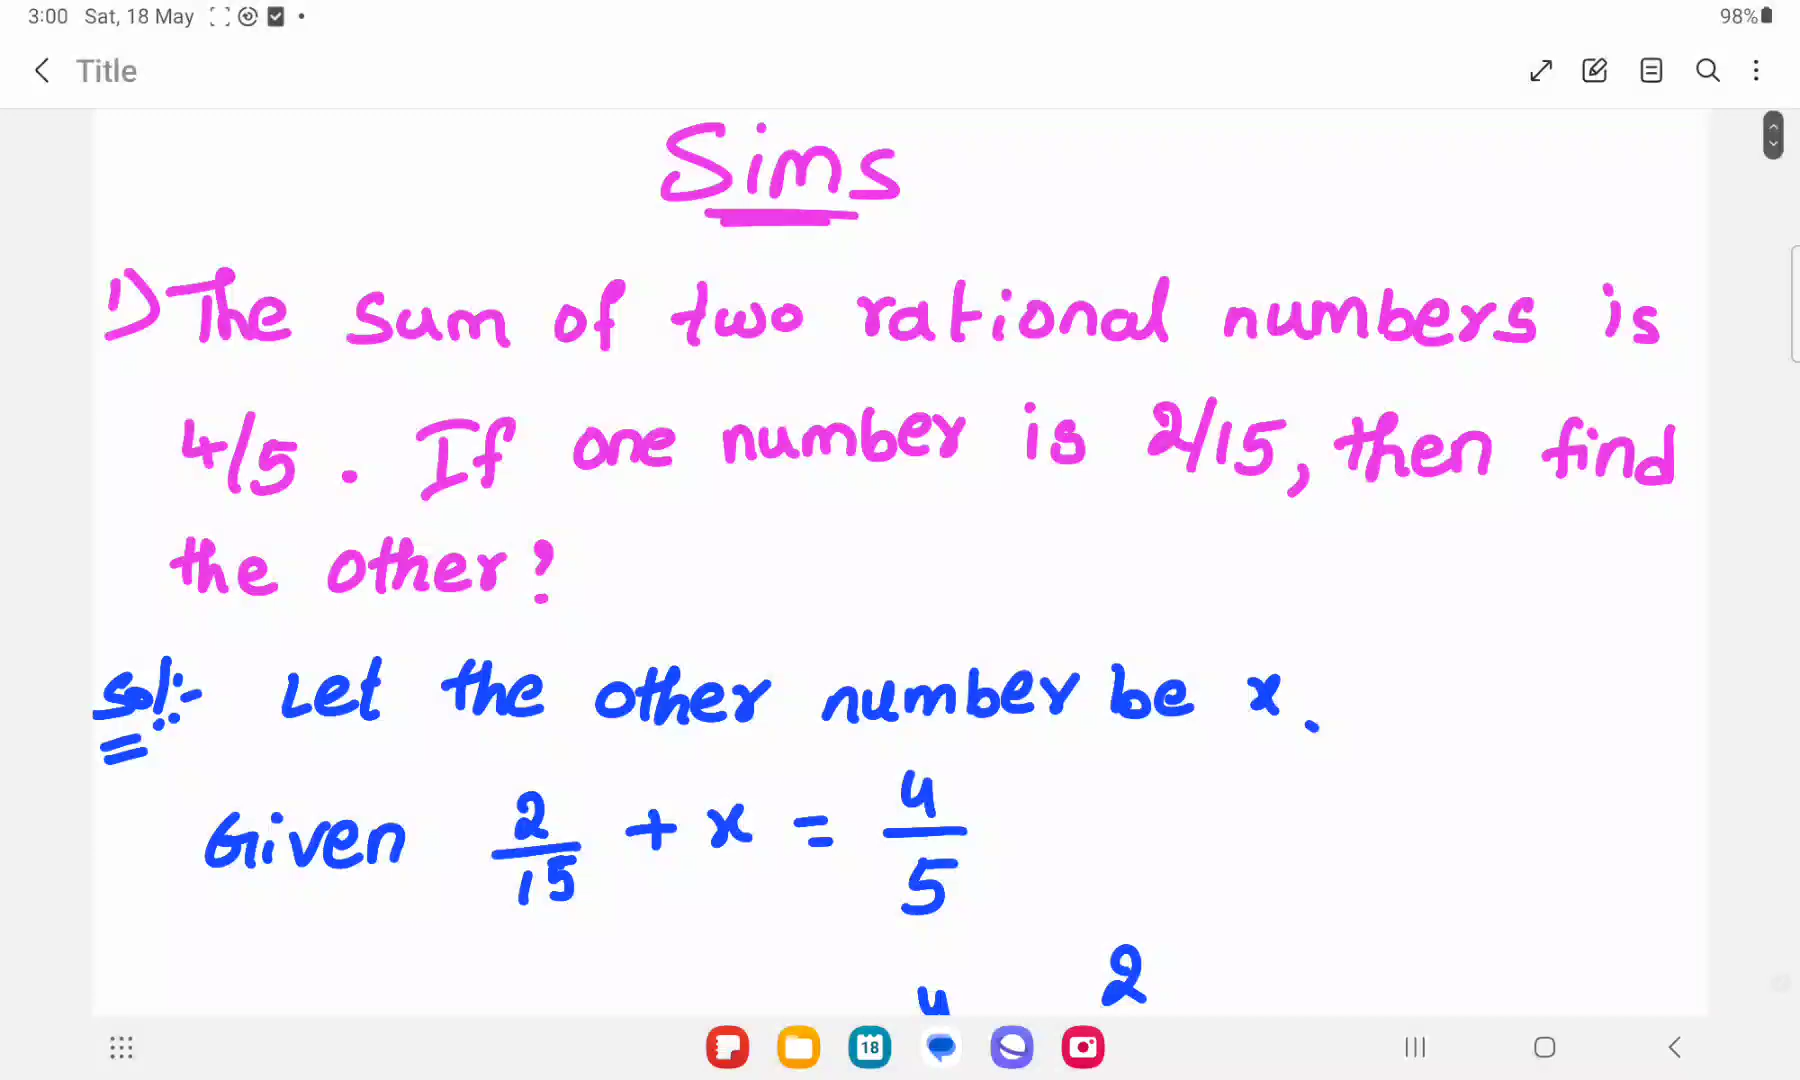 3:00 Sat, 18 May
98%
Title
Sims
1) The sum of two rational numbers is
4/5. If one number is 2/15, then find
the other?
Sol:- Let the other number be x.
Given 2/15 + x = 4/5
4 2
18